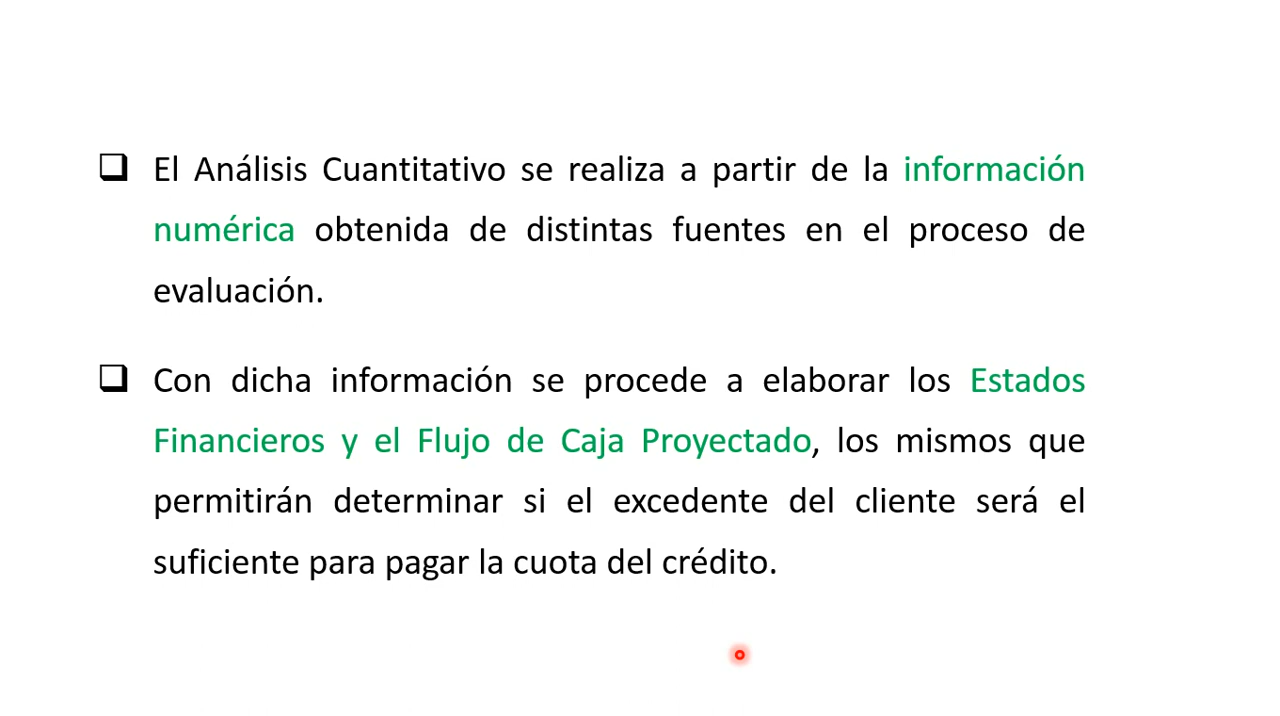 ❑ El Análisis Cuantitativo se realiza a partir de la información
numérica obtenida de distintas fuentes en el proceso de
evaluación.
❑ Con dicha información se procede a elaborar los Estados
Financieros y el Flujo de Caja Proyectado, los mismos que
permitirán determinar si el excedente del cliente será el
suficiente para pagar la cuota del crédito.